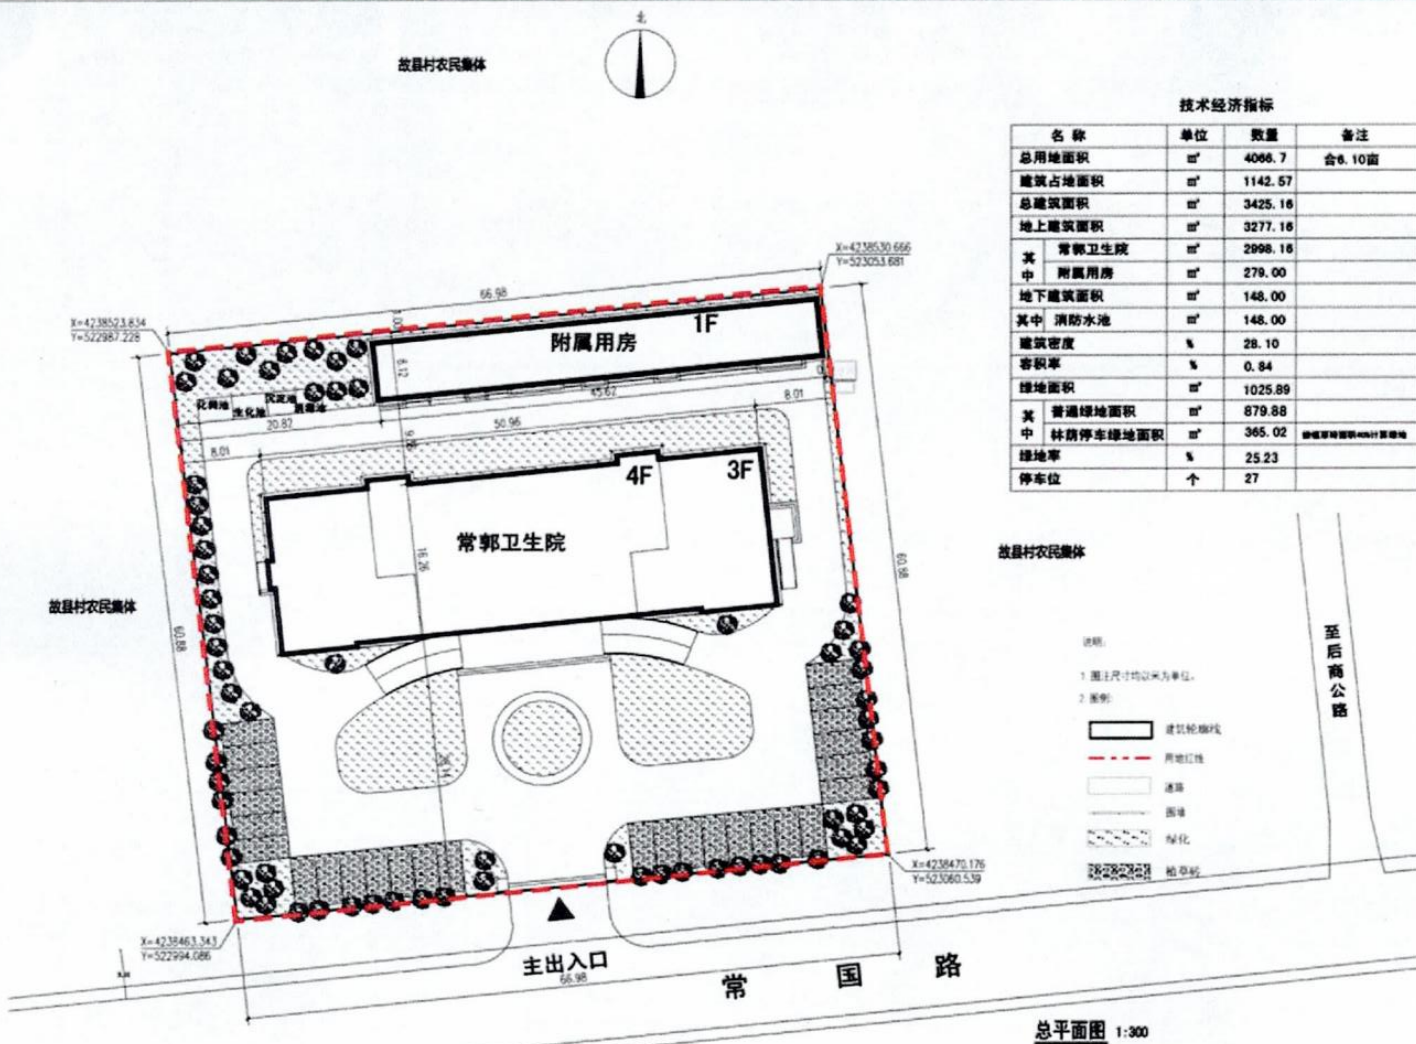 北
故县村农民集体
技术经济指标
名 称 单位 数量 备注
总用地面积 ㎡ 4066.7 合6.10亩
建筑占地面积 ㎡ 1142.57
总建筑面积 ㎡ 3425.16
地上建筑面积 ㎡ 3277.16
其中 常郭卫生院 ㎡ 2998.16
附属用房 ㎡ 279.00
地下建筑面积 ㎡ 148.00
其中 消防水池 ㎡ 148.00
建筑密度 % 28.10
容积率 % 0.84
绿地面积 ㎡ 1025.89
其中 普通绿地面积 ㎡ 879.88
林荫停车绿地面积 ㎡ 365.02
绿地率 % 25.23
停车位 个 27
X=4238530.666
Y=523053.681
66.98
X=4238523.834
Y=522987.228
附属用房 1F
8.12
45.62
8.01
化粪池
生化池
20.82
50.96
8.01
4F 3F
常郭卫生院
16.26
60.88
60.88
故县村农民集体
故县村农民集体
至后商公路
说明:
1 图注尺寸均以米为单位。
2 图例:
建筑轮廓线
用地红线
道路
围墙
绿化
植草砖
X=4238470.176
Y=523060.539
X=4238463.343
Y=522994.086
主出入口
66.98
常国路
总平面图 1:300